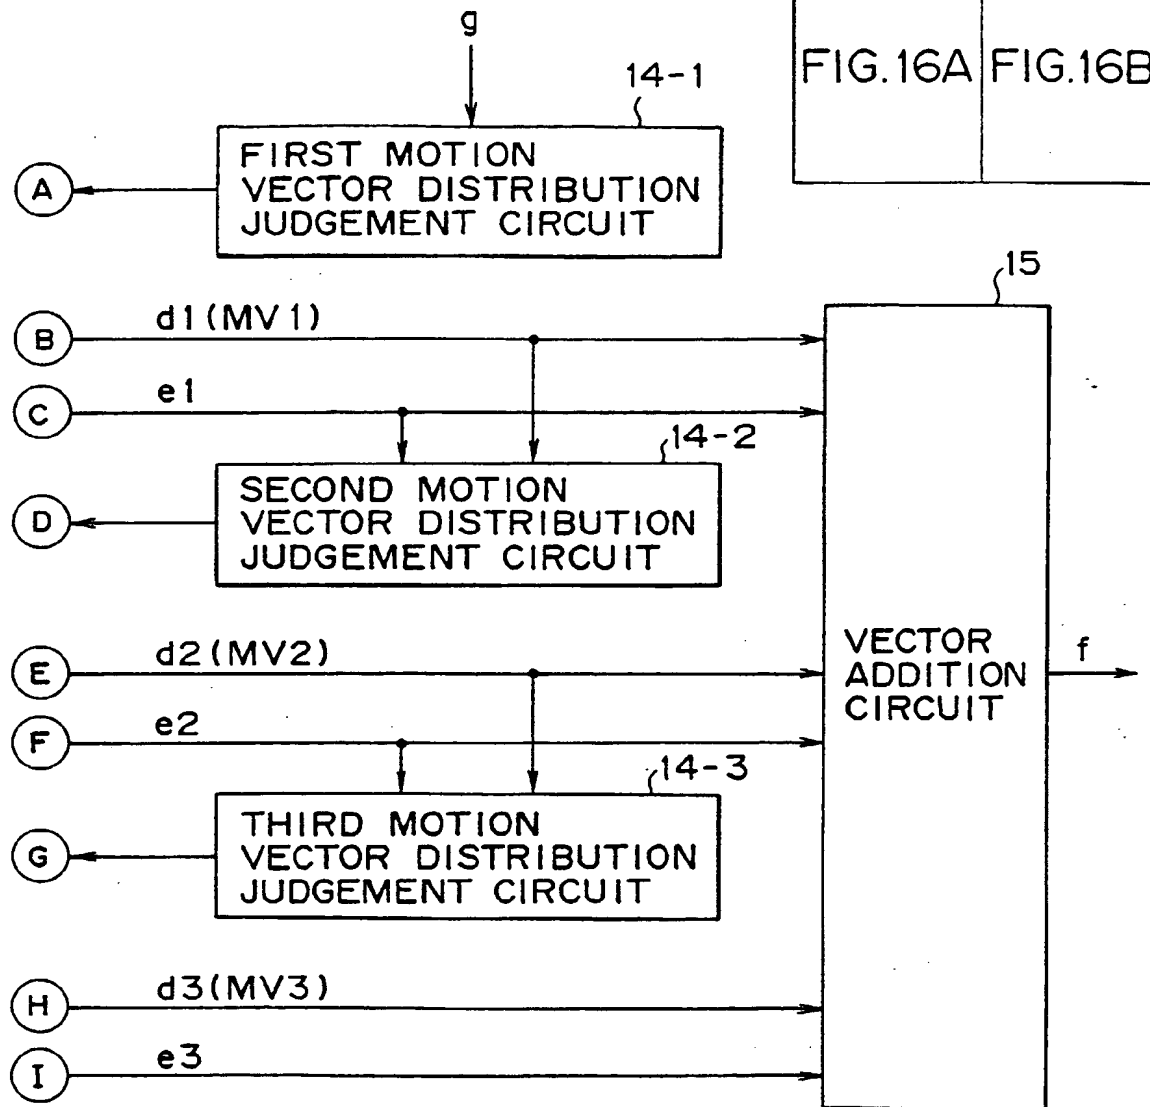 g
FIG.16A FIG.16B
14-1
FIRST MOTION
VECTOR DISTRIBUTION
JUDGEMENT CIRCUIT
A
15
B
d1(MV1)
C
e1
14-2
SECOND MOTION
VECTOR DISTRIBUTION
JUDGEMENT CIRCUIT
D
E
d2(MV2)
VECTOR
ADDITION
CIRCUIT
f
F
e2
14-3
THIRD MOTION
VECTOR DISTRIBUTION
JUDGEMENT CIRCUIT
G
H
d3(MV3)
I
e3